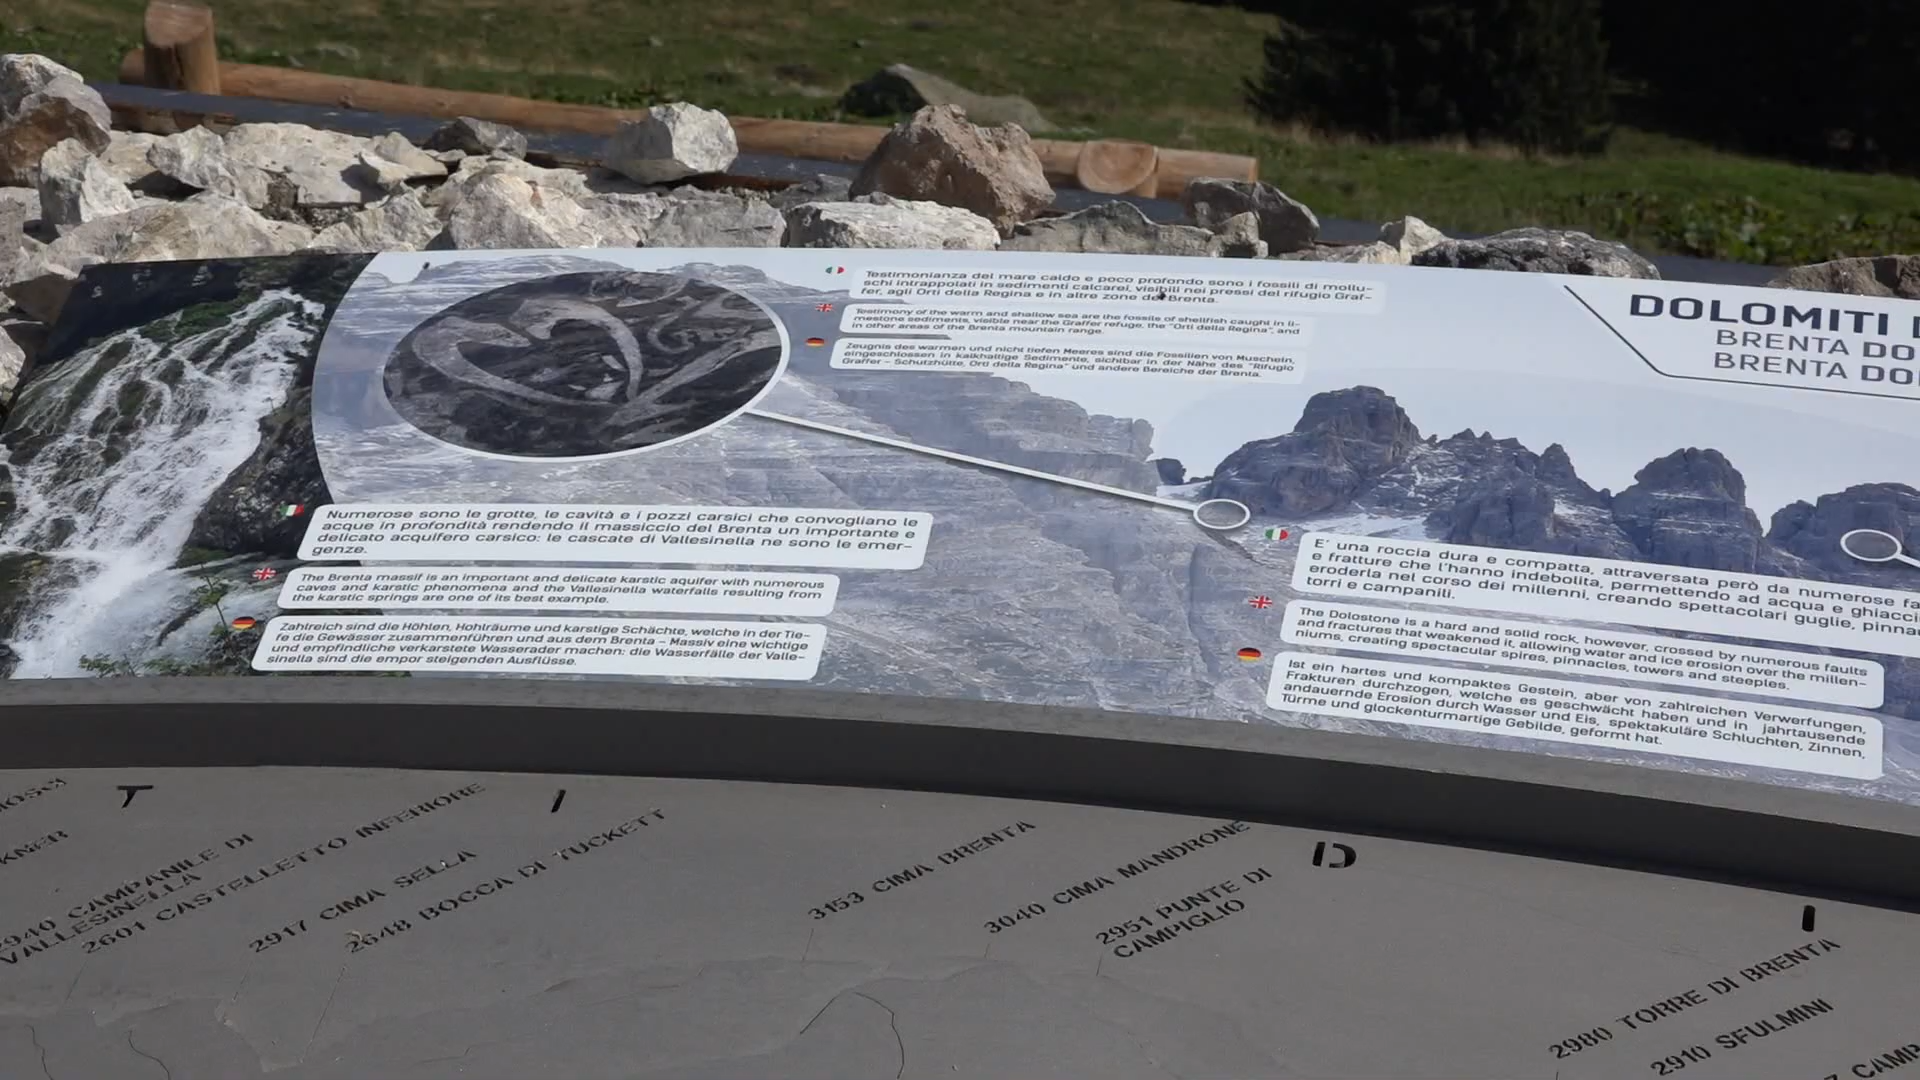 Testimonianza del mare caldo e poco profondo sono i fossili di mollu-
schi intrappolati in sedimenti calcarei, visibili nei pressi del rifugio Graf-
fer, agli Orti della Regina e in altre zone del Brenta.
Testimony of the warm and shallow sea are the fossils of shellfish caught in li-
mestone sediments, visible near the Graffer refuge, the "Orti della Regina", and
in other areas of the Brenta mountain range.
Zeugnis des warmen und nicht tiefen Meeres sind die Fossilien von Muscheln,
eingeschlossen in kalkhaltige Sedimente, sichtbar in der Nähe des "Rifugio
Graffer - Schutzhütte, Orti della Regina" und andere Bereiche der Brenta.
DOLOMITI
BRENTA DO
BRENTA DO
Numerose sono le grotte, le cavità e i pozzi carsici che convogliano le
acque in profondità rendendo il massiccio del Brenta un importante e
delicato acquifero carsico: le cascate di Vallesinella ne sono le emer-
genze.
The Brenta massif is an important and delicate karstic aquifer with numerous
caves and karstic phenomena and the Vallesinella waterfalls resulting from
the karstic springs are one of its best example.
Zahlreich sind die Höhlen, Hohlräume und karstige Schächte, welche in der Tie-
fe die Gewässer zusammenführen und aus dem Brenta - Massiv eine wichtige
und empfindliche verkarstete Wasserader machen: die Wasserfälle der Valle-
sinella sind die empor steigenden Ausflüsse.
E' una roccia dura e compatta, attraversata però da numerose fa
e fratture che l'hanno indebolita, permettendo ad acqua e ghiacci
eroderla nel corso dei millenni, creando spettacolari guglie, pinna
torri e campanili.
The Dolostone is a hard and solid rock, however, crossed by numerous faults
and fractures that weakened it, allowing water and ice erosion over the millen-
niums, creating spectacular spires, pinnacles, towers and steeples.
Ist ein hartes und kompaktes Gestein, aber von zahlreichen Verwerfungen,
Frakturen durchzogen, welche es geschwächt haben und in jahrtausende
andauernde Erosion durch Wasser und Eis, spektakuläre Schluchten, Zinnen,
Türme und glockenturmartige Gebilde, geformt hat.
T
I
D
I
KNER
2940 CAMPANILE DI
VALLESINELLA
2601 CASTELLETTO INFERIORE
2917 CIMA SELLA
2648 BOCCA DI TUCKETT
3153 CIMA BRENTA
3040 CIMA MANDRONE
2951 PUNTE DI
CAMPIGLIO
2980 TORRE DI BRENTA
2910 SFULMINI
CAMP